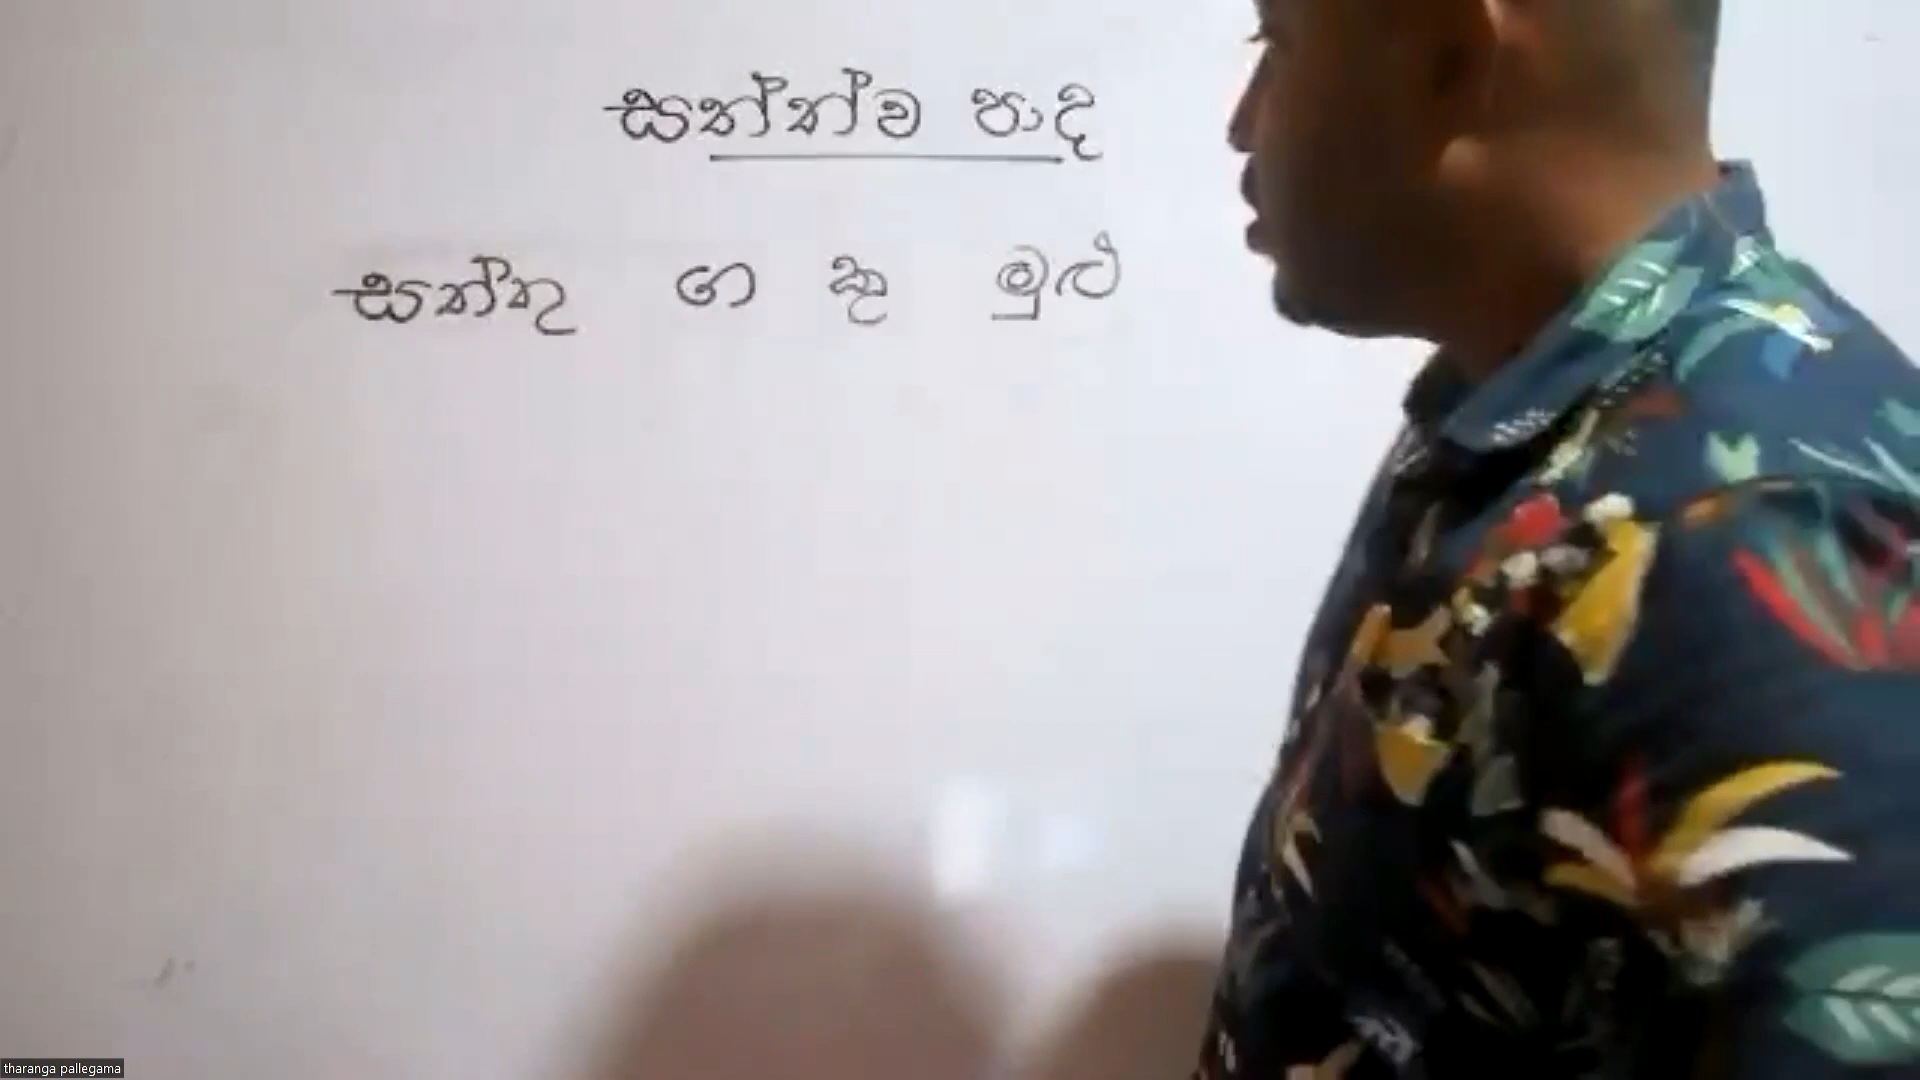 සත්ත්ව පාද
සත්තු ගෙ කු මුළු
tharanga pallegama